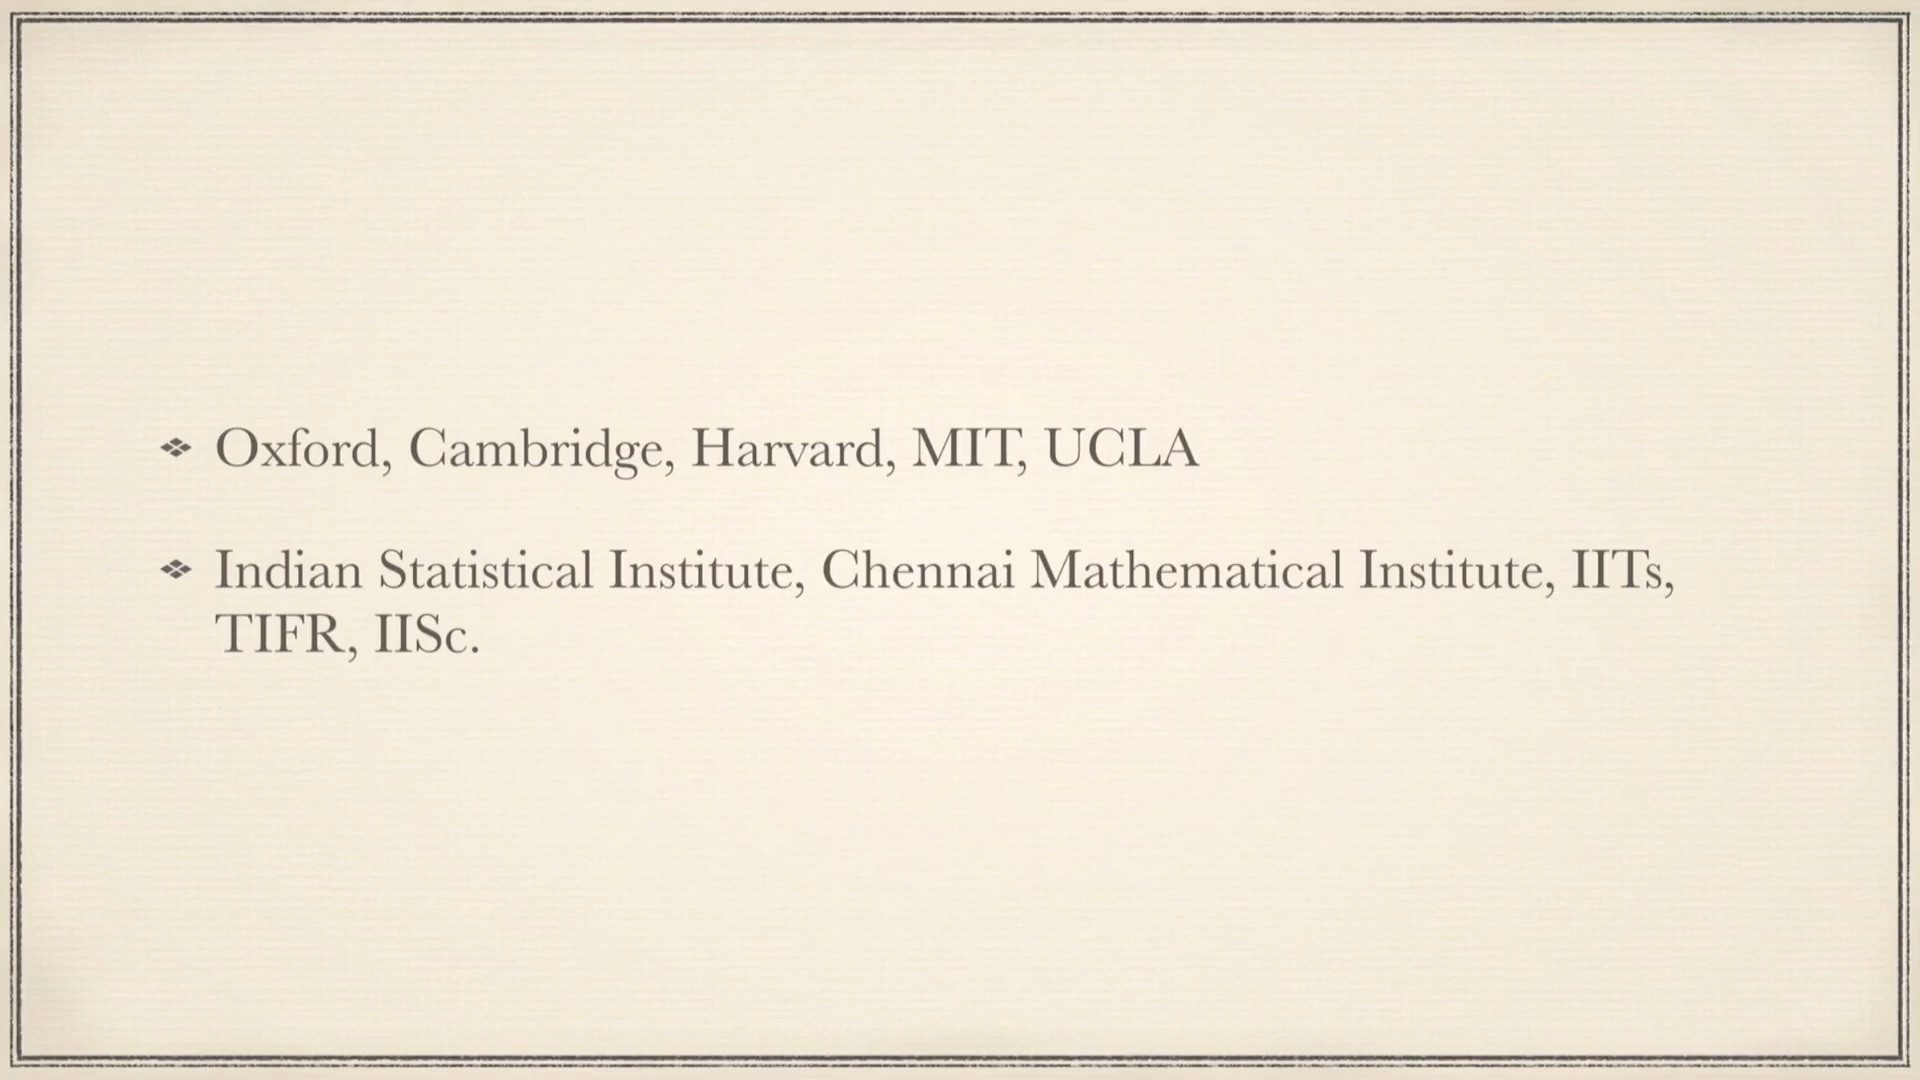 ❖ Oxford, Cambridge, Harvard, MIT, UCLA
❖ Indian Statistical Institute, Chennai Mathematical Institute, IITs,
TIFR, IISc.